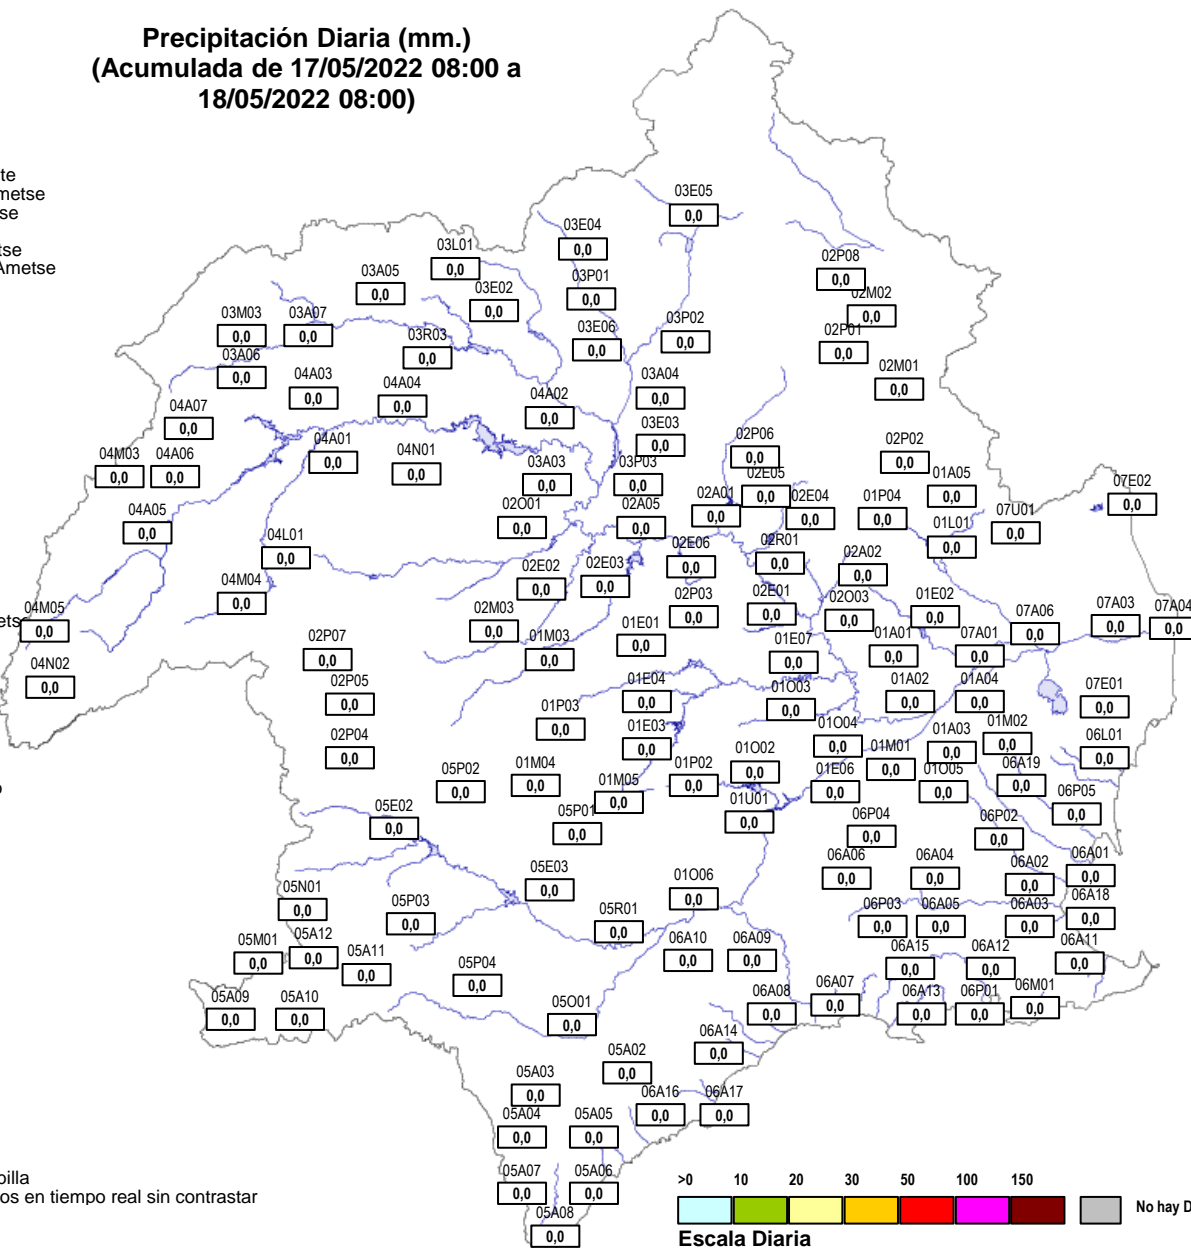 Precipitación Diaria (mm.)
(Acumulada de 17/05/2022 08:00 a
18/05/2022 08:00)
te
metse
se
tse
Ametse
03E05
0,0
03E04
0,0
03L01
0,0
02P08
0,0
03A05
0,0
03P01
0,0
03E02
0,0
02M02
0,0
03M03
0,0
03A07
0,0
03P02
0,0
03R03
0,0
03E06
0,0
02P01
0,0
03A06
0,0
04A03
0,0
04A04
0,0
03A04
0,0
02M01
0,0
04A02
0,0
04A07
0,0
03E03
0,0
04A01
0,0
04N01
0,0
02P06
0,0
02P02
0,0
04M03
0,0
04A06
0,0
03A03
0,0
03P03
0,0
02E05
0,0
01A05
0,0
07E02
0,0
02A01
0,0
02E04
0,0
01P04
0,0
02O01
0,0
02A05
0,0
04A05
0,0
07U01
0,0
01L01
0,0
04L01
0,0
02E06
0,0
02R01
0,0
02A02
0,0
02E02
0,0
02E03
0,0
04M04
0,0
02P03
0,0
02E01
0,0
02O03
0,0
01E02
0,0
etse
04M05
0,0
02M03
0,0
07A06
0,0
07A03
0,0
07A04
0,0
01E01
0,0
02P07
0,0
01M03
0,0
01E07
0,0
01A01
0,0
07A01
0,0
04N02
0,0
02P05
0,0
01E04
0,0
01O03
0,0
01A02
0,0
01A04
0,0
07E01
0,0
01P03
0,0
01E03
0,0
01O04
0,0
01A03
0,0
01M02
0,0
02P04
0,0
06L01
0,0
01O02
0,0
01M01
0,0
05P02
0,0
01M04
0,0
01M05
0,0
01P02
0,0
01E06
0,0
01O05
0,0
06A19
0,0
05E02
0,0
05P01
0,0
01U01
0,0
06P04
0,0
06P02
0,0
06P05
0,0
05E03
0,0
06A06
0,0
06A04
0,0
06A02
0,0
06A01
0,0
05N01
0,0
05P03
0,0
01O06
0,0
05R01
0,0
06P03
0,0
06A05
0,0
06A03
0,0
06A18
0,0
05M01
0,0
05A12
0,0
05A11
0,0
05P04
0,0
06A10
0,0
06A09
0,0
06A15
0,0
06A12
0,0
06A11
0,0
05A09
0,0
05A10
0,0
05O01
0,0
06A08
0,0
06A07
0,0
06A13
0,0
06P01
0,0
06M01
0,0
06A14
0,0
05A02
0,0
05A03
0,0
06A16
0,0
06A17
0,0
05A04
0,0
05A05
0,0
05A07
0,0
05A06
0,0
05A08
0,0
oilla
os en tiempo real sin contrastar
>0 10 20 30 50 100 150
No hay D
Escala Diaria